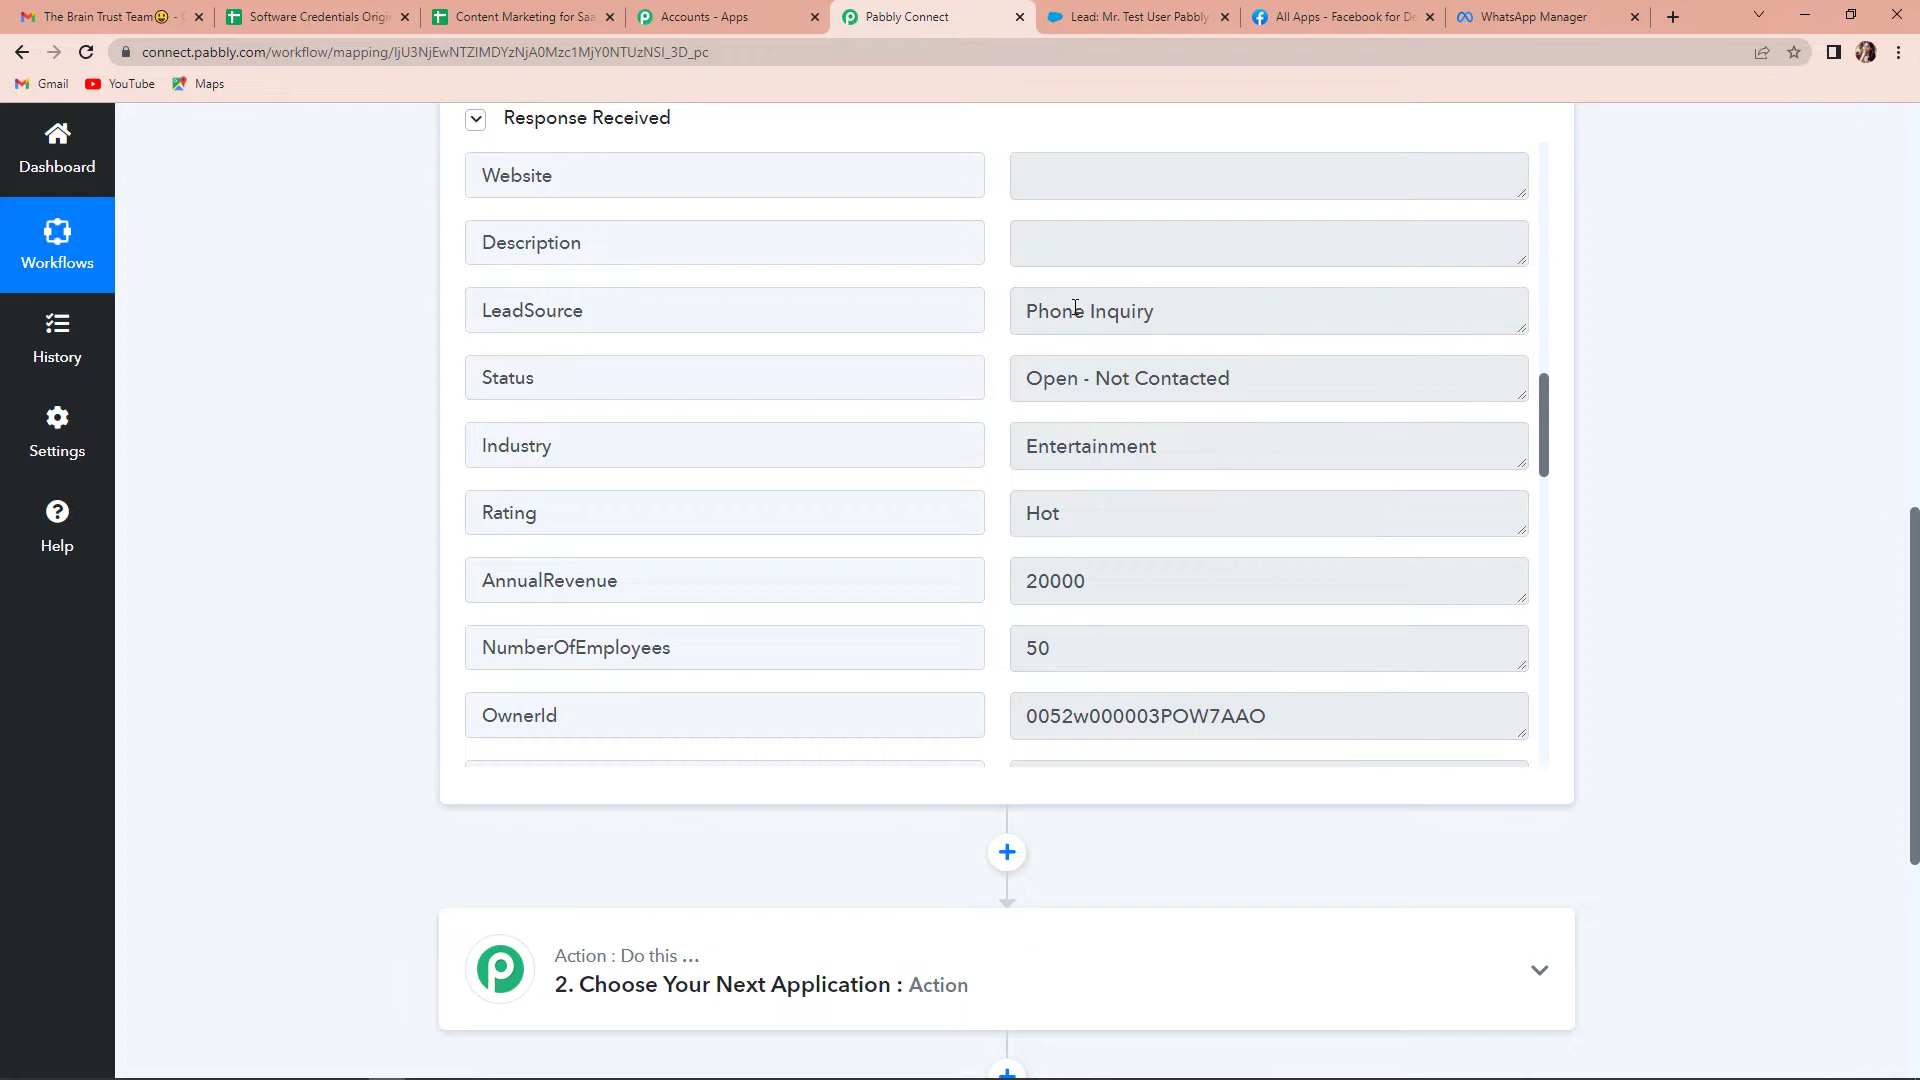 The Brain Trust Team😃 -
Software Credentials Origi
Content Marketing for Saa
Accounts - Apps
Pabbly Connect
Lead: Mr. Test User Pabbly
All Apps - Facebook for De
WhatsApp Manager
connect.pabbly.com/workflow/mapping/IjU3NjEwNTZlMDYzNjA0Mzc1MjY0NTUzNSI_3D_pc
Gmail
YouTube
Maps
Dashboard
Workflows
History
Settings
Help
Response Received
Website
Description
LeadSource
Phone Inquiry
Status
Open - Not Contacted
Industry
Entertainment
Rating
Hot
AnnualRevenue
20000
NumberOfEmployees
50
OwnerId
0052w000003POW7AAO
Action : Do this ...
2. Choose Your Next Application : Action